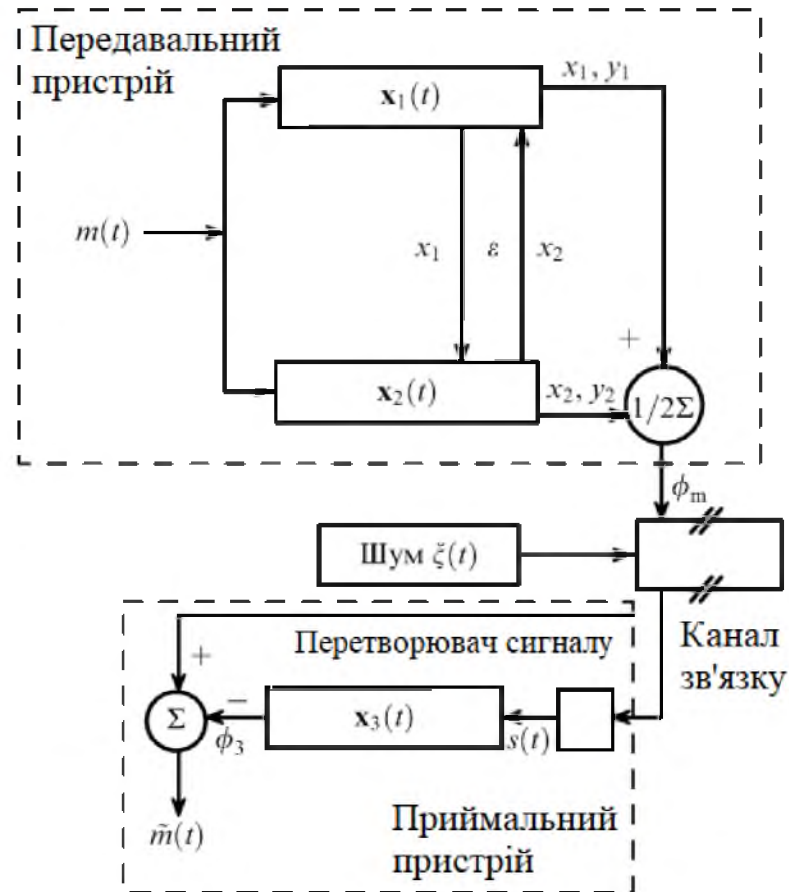 Передавальний
пристрій
x₁(t)
x₁, y₁
m(t)
x₁
ε
x₂
+
x₂(t)
x₂, y₂
1/2Σ
ϕₘ
Шум ξ(t)
Канал
зв'язку
Перетворювач сигналу
+
−
Σ
ϕ₃
x₃(t)
s(t)
Приймальний
пристрій
m̃(t)